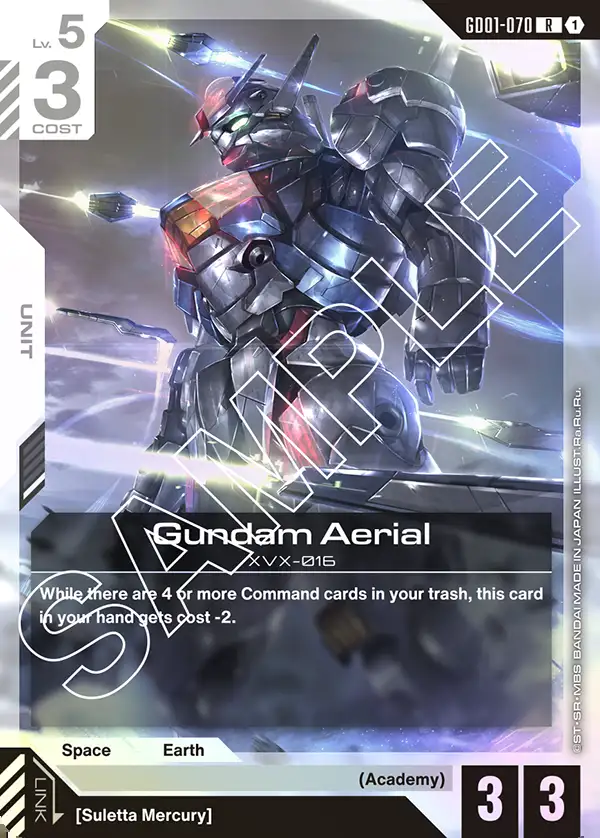 GD01-070 R 1
Lv. 5
3
COST
UNIT
SAMPLE
Gundam Aerial
XVX-016
While there are 4 or more Command cards in your trash, this card
in your hand gets cost -2.
©ST・SR・MBS BANDAI MADE IN JAPAN ILLUST.Ra.Ru.Ru.
Space Earth
(Academy)
LINK
[Suletta Mercury]
3 3